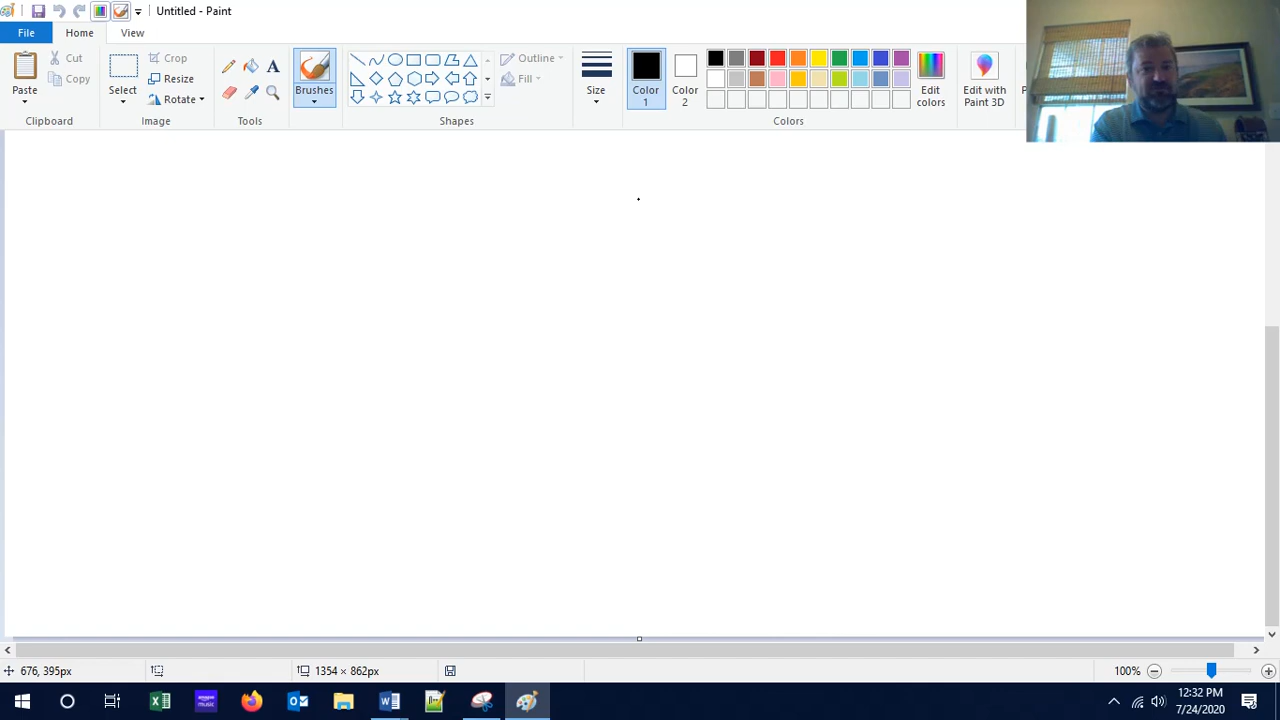 Untitled - Paint
File
Home
View
Paste
Cut
Copy
Clipboard
Select
Crop
Resize
Rotate
Image
Tools
Brushes
Shapes
Outline
Fill
Size
Color
1
Color
2
Edit
colors
Colors
Edit with
Paint 3D
676, 395px
1354 × 862px
100%
amazon
music
12:32 PM
7/24/2020